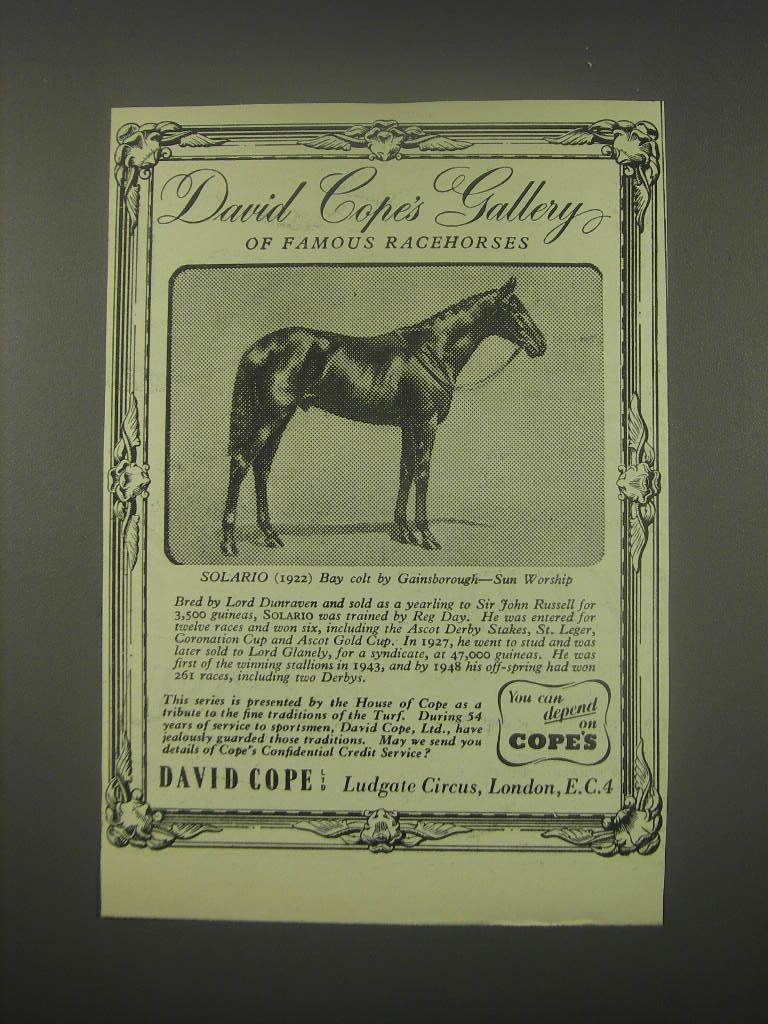 David Cope's Gallery
OF FAMOUS RACEHORSES
SOLARIO (1922) Bay colt by Gainsborough—Sun Worship
Bred by Lord Dunraven and sold as a yearling to Sir John Russell for
3,500 guineas, SOLARIO was trained by Reg Day. He was entered for
twelve races and won six, including the Ascot Derby Stakes, St. Leger,
Coronation Cup and Ascot Gold Cup. In 1927, he went to stud and was
later sold to Lord Glanely, for a syndicate, at 47,000 guineas. He was
first of the winning stallions in 1943, and by 1948 his off-spring had won
261 races, including two Derbys.
This series is presented by the House of Cope as a
tribute to the fine traditions of the Turf. During 54
years of service to sportsmen, David Cope, Ltd., have
jealously guarded those traditions. May we send you
details of Cope's Confidential Credit Service?
You can
depend
on
COPE'S
DAVID COPE LTD Ludgate Circus, London, E.C.4